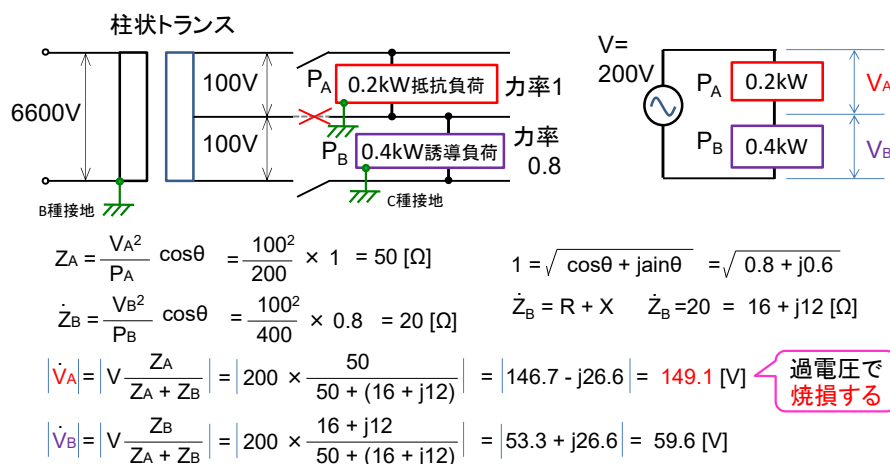 柱状トランス
6600V
100V
100V
B種接地
PA
0.2kW抵抗負荷
力率1
PB
0.4kW誘導負荷
力率
0.8
C種接地
V=
200V
PA
0.2kW
VA
PB
0.4kW
VB
ZA = VA²/PA cosθ = 100²/200 × 1 = 50 [Ω]
1 = √(cosθ + jainθ) = √(0.8 + j0.6)
ŻB = VB²/PB cosθ = 100²/400 × 0.8 = 20 [Ω]
ŻB = R + X ŻB =20 = 16 + j12 [Ω]
|V̇A| = |V ZA/(ZA + ZB)| = |200 × 50/(50 + (16 + j12))| = |146.7 - j26.6| = 149.1 [V]
過電圧で
焼損する
|V̇B| = |V ZB/(ZA + ZB)| = |200 × (16 + j12)/(50 + (16 + j12))| = |53.3 + j26.6| = 59.6 [V]